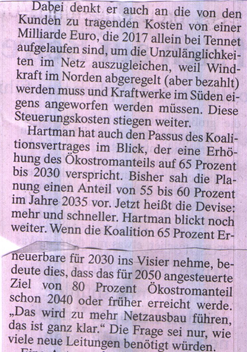 Dabei denkt er auch an die von den
Kunden zu tragenden Kosten von einer
Milliarde Euro, die 2017 allein bei Tennet
aufgelaufen sind, um die Unzulänglichkei-
ten im Netz auszugleichen, weil Wind-
kraft im Norden abgeregelt (aber bezahlt)
werden muss und Kraftwerke im Süden ei-
gens angeworfen werden müssen. Diese
Steuerungskosten stiegen weiter.
Hartman hat auch den Passus des Koali-
tionsvertrages im Blick, der eine Erhö-
hung des Ökostromanteils auf 65 Prozent
bis 2030 verspricht. Bisher sah die Pla-
nung einen Anteil von 55 bis 60 Prozent
im Jahre 2035 vor. Jetzt heißt die Devise:
mehr und schneller. Hartman blickt noch
weiter. Wenn die Koalition 65 Prozent Er-
neuerbare für 2030 ins Visier nehme, be-
deute dies, dass das für 2050 angesteuerte
Ziel von 80 Prozent Ökostromanteil
schon 2040 oder früher erreicht werde.
„Das wird zu mehr Netzausbau führen,
das ist ganz klar.“ Die Frage sei nur, wie
viele neue Leitungen benötigt würden.